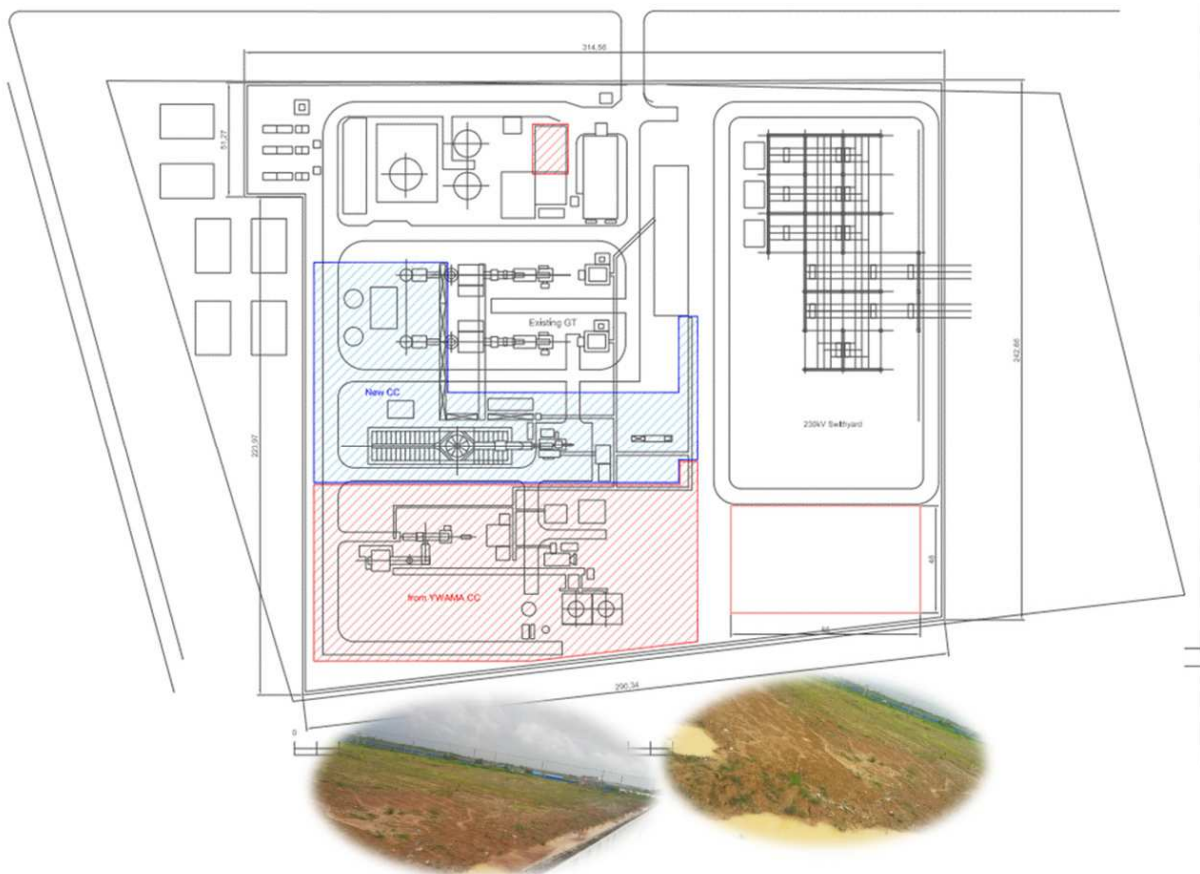 314,56
51,27
Existing GT
242,66
New CC
230kV Swithyard
221,97
48
from YWAMA CC
290,34
0